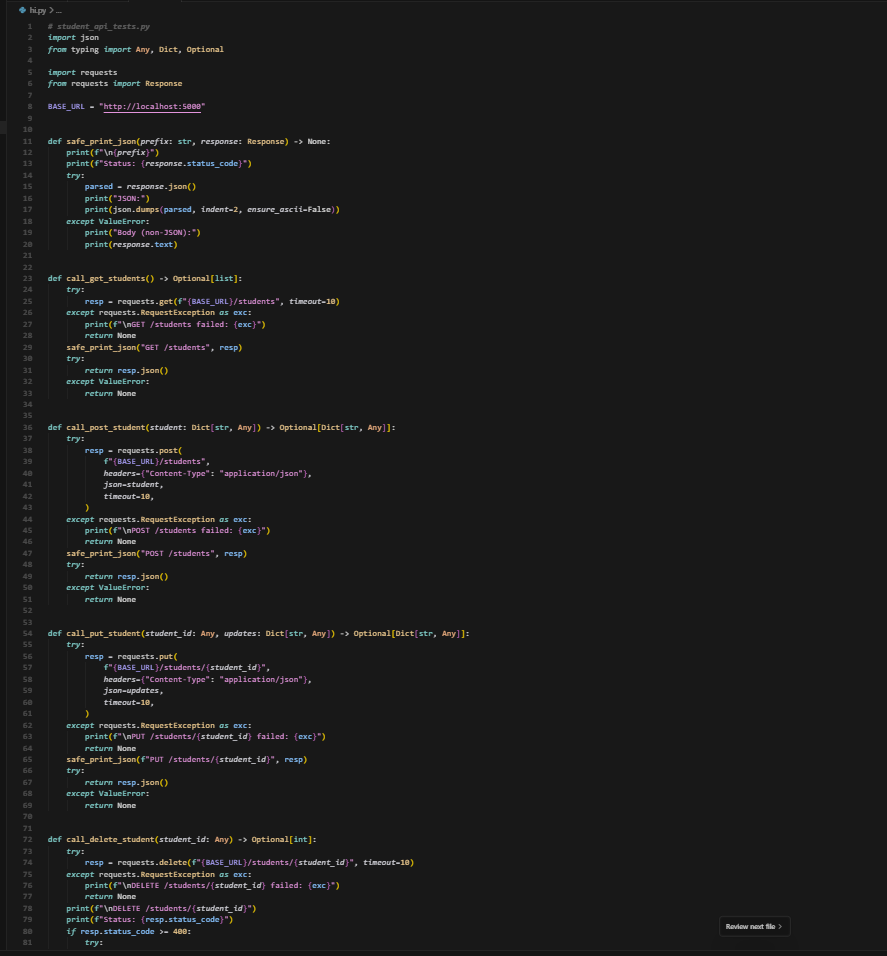 hi.py > ...
1 # student_api_tests.py
2 import json
3 from typing import Any, Dict, Optional
4
5 import requests
6 from requests import Response
7
8 BASE_URL = "http://localhost:5000"
9
10
11 def safe_print_json(prefix: str, response: Response) -> None:
12     print(f"\n{prefix}")
13     print(f"Status: {response.status_code}")
14     try:
15         parsed = response.json()
16         print("JSON:")
17         print(json.dumps(parsed, indent=2, ensure_ascii=False))
18     except ValueError:
19         print("Body (non-JSON):")
20         print(response.text)
21
22
23 def call_get_students() -> Optional[list]:
24     try:
25         resp = requests.get(f"{BASE_URL}/students", timeout=10)
26     except requests.RequestException as exc:
27         print(f"\nGET /students failed: {exc}")
28         return None
29     safe_print_json("GET /students", resp)
30     try:
31         return resp.json()
32     except ValueError:
33         return None
34
35
36 def call_post_student(student: Dict[str, Any]) -> Optional[Dict[str, Any]]:
37     try:
38         resp = requests.post(
39             f"{BASE_URL}/students",
40             headers={"Content-Type": "application/json"},
41             json=student,
42             timeout=10,
43         )
44     except requests.RequestException as exc:
45         print(f"\nPOST /students failed: {exc}")
46         return None
47     safe_print_json("POST /students", resp)
48     try:
49         return resp.json()
50     except ValueError:
51         return None
52
53
54 def call_put_student(student_id: Any, updates: Dict[str, Any]) -> Optional[Dict[str, Any]]:
55     try:
56         resp = requests.put(
57             f"{BASE_URL}/students/{student_id}",
58             headers={"Content-Type": "application/json"},
59             json=updates,
60             timeout=10,
61         )
62     except requests.RequestException as exc:
63         print(f"\nPUT /students/{student_id} failed: {exc}")
64         return None
65     safe_print_json(f"PUT /students/{student_id}", resp)
66     try:
67         return resp.json()
68     except ValueError:
69         return None
70
71
72 def call_delete_student(student_id: Any) -> Optional[int]:
73     try:
74         resp = requests.delete(f"{BASE_URL}/students/{student_id}", timeout=10)
75     except requests.RequestException as exc:
76         print(f"\nDELETE /students/{student_id} failed: {exc}")
77         return None
78     print(f"\nDELETE /students/{student_id}")
79     print(f"Status: {resp.status_code}")
80     if resp.status_code >= 400:
81         try:
Review next file >